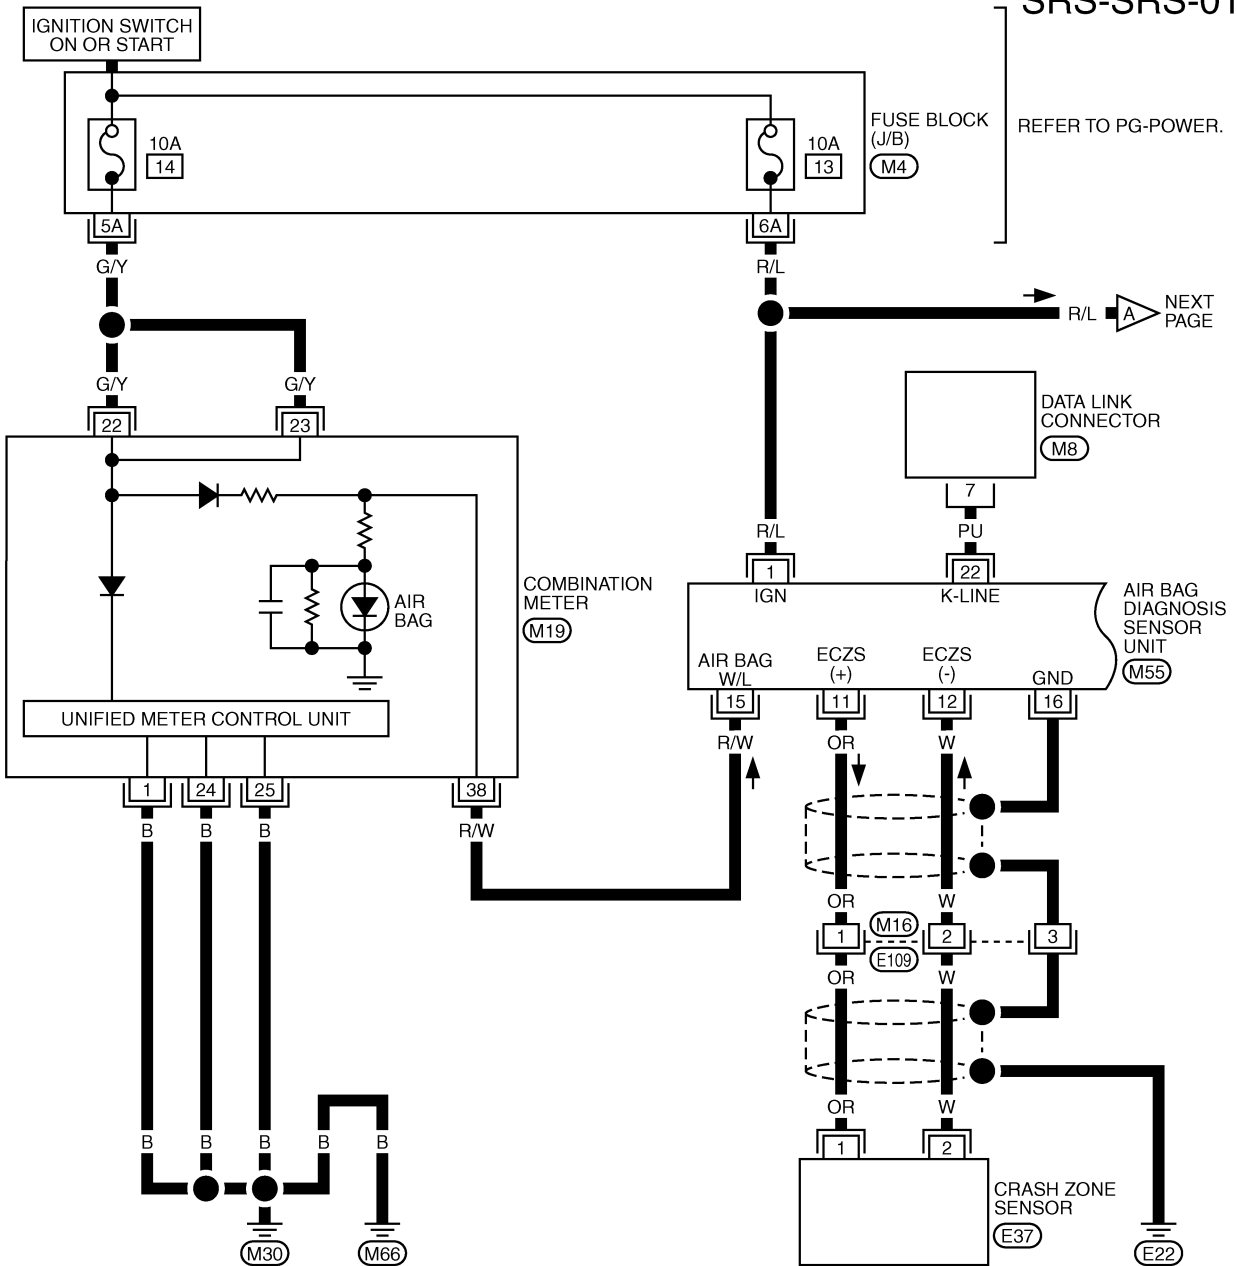 SRS-SRS-01
IGNITION SWITCH
ON OR START
10A
14
10A
13
FUSE BLOCK
(J/B)
M4
REFER TO PG-POWER.
5A
6A
G/Y
R/L
R/L
A
NEXT
PAGE
G/Y
G/Y
22
23
DATA LINK
CONNECTOR
M8
7
PU
R/L
1
22
IGN
K-LINE
AIR
BAG
COMBINATION
METER
M19
AIR BAG
DIAGNOSIS
SENSOR
UNIT
M55
AIR BAG
W/L
ECZS
(+)
ECZS
(-)
GND
15
11
12
16
UNIFIED METER CONTROL UNIT
R/W
OR
W
1
24
25
38
B
B
B
R/W
OR
W
M16
1
2
3
E109
OR
W
OR
W
B
B
B
B
B
1
2
CRASH ZONE
SENSOR
E37
M30
M66
E22